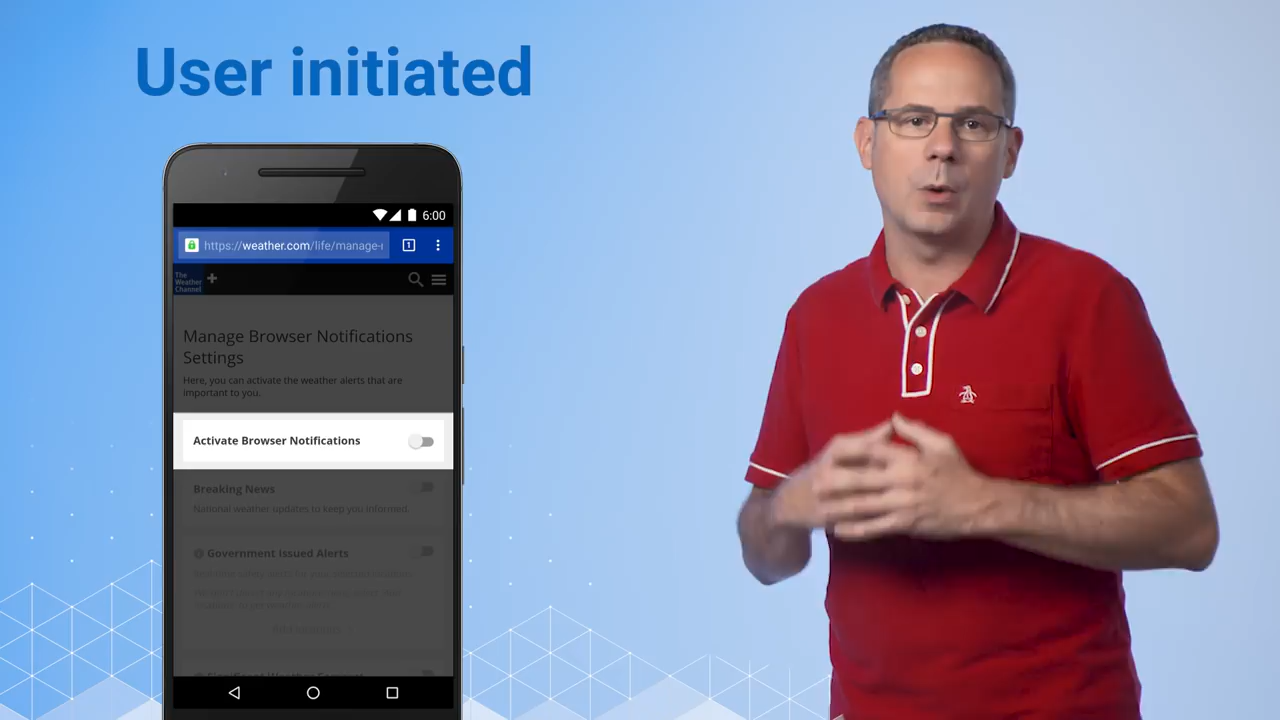 User initiated
6:00
https://weather.com/life/manage-
1
The
Weather
Channel
Manage Browser Notifications
Settings
Here, you can activate the weather alerts that are
important to you.
Activate Browser Notifications
Breaking News
National weather updates to keep you informed.
Government Issued Alerts